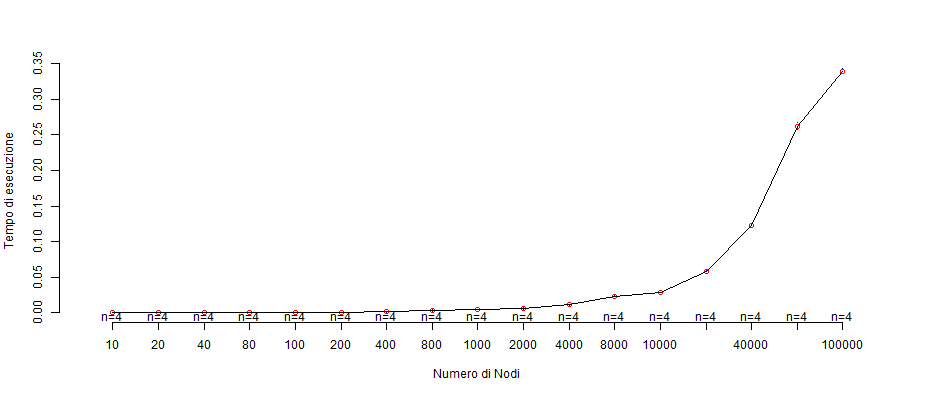 Tempo di esecuzione
0.35
0.30
0.25
0.20
0.15
0.10
0.05
0.00
n=4 n=4 n=4 n=4 n=4 n=4 n=4 n=4 n=4 n=4 n=4 n=4 n=4 n=4 n=4 n=4 n=4
10 20 40 80 100 200 400 800 1000 2000 4000 8000 10000 40000 100000
Numero di Nodi